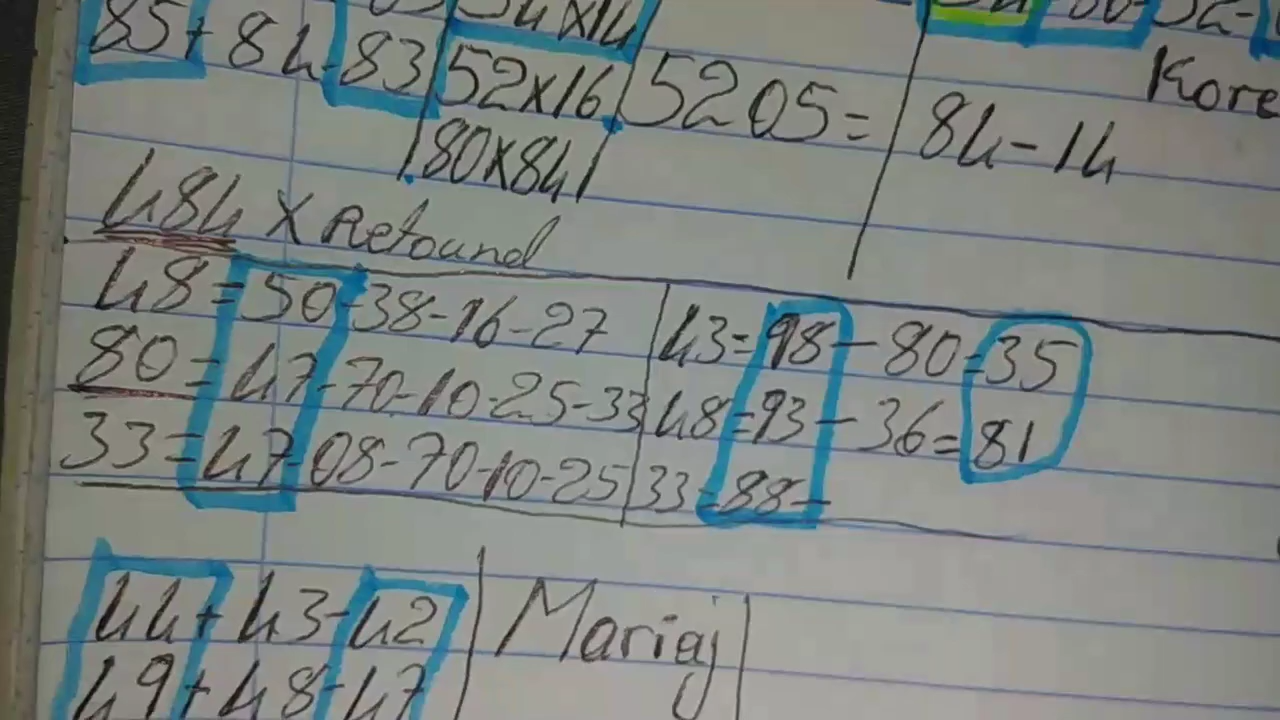 54x14
85+84-83 | 52x16 | 5205= | 84-14
Kore
80x84
484 x Retound
48=50-38-16-27 | 43=98-80=35
80=47-70-10-25-33 | 48=93-36=81
33=47-08-70-10-25 | 33=88-
44+43-42 | Mariaj
49+48-47